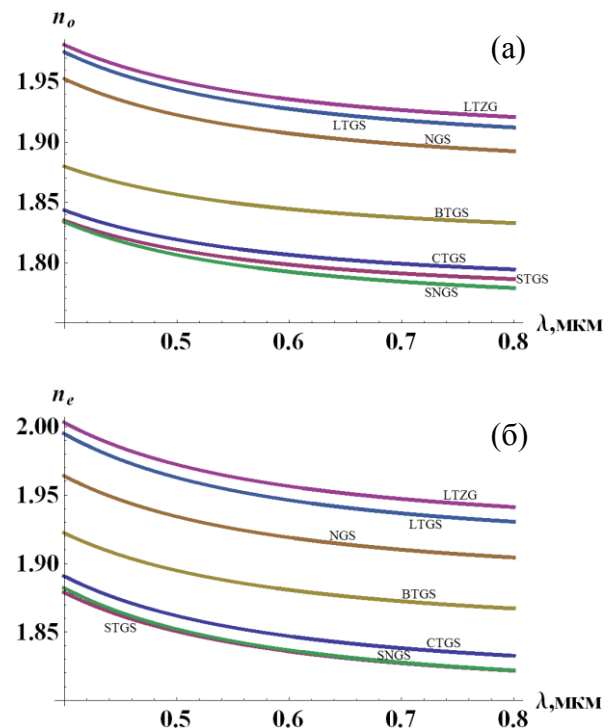 n_o
(а)
1.95
LTZG
LTGS
NGS
1.90
BTGS
1.85
CTGS
1.80
STGS
SNGS
0.5 0.6 0.7 0.8
λ,мкм
n_e
(б)
2.00
LTZG
1.95
LTGS
NGS
1.90
BTGS
1.85
STGS
CTGS
SNGS
0.5 0.6 0.7 0.8
λ,мкм